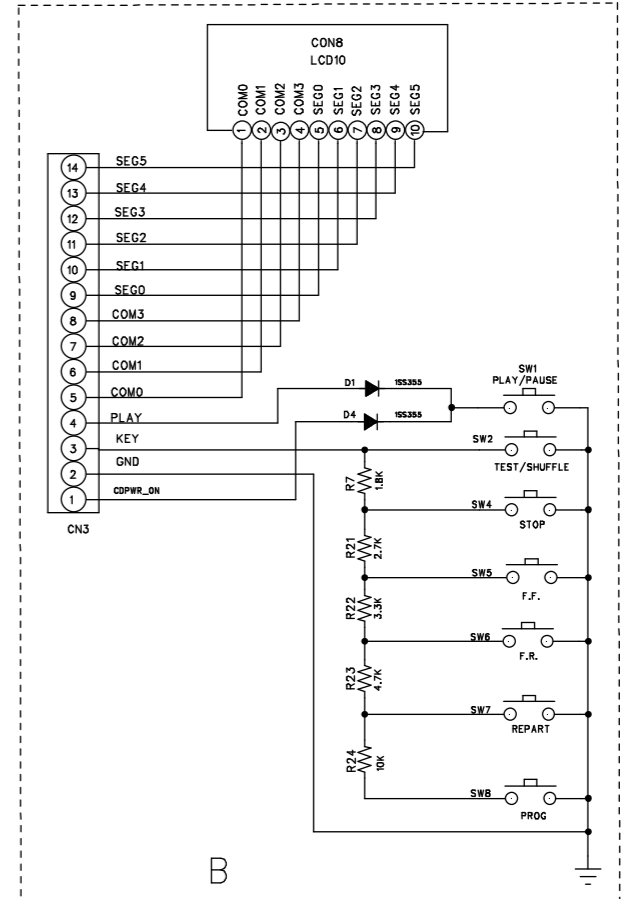 CON8
LCD10
COM0
COM1
COM2
COM3
SEG0
SEG1
SEG2
SEG3
SEG4
SEG5
1
2
3
4
5
6
7
8
9
10
14 SEG5
13 SEG4
12 SEG3
11 SEG2
10 SEG1
9 SEG0
8 COM3
7 COM2
6 COM1
5 COM0
4 PLAY
3 KEY
2 GND
1 CDPWR_ON
CN3
D1 1SS355
D4 1SS355
SW1
PLAY/PAUSE
SW2
TEST/SHUFFLE
R7
1.8K
SW4
STOP
R21
2.7K
SW5
F.F.
R22
3.3K
SW6
F.R.
R23
4.7K
SW7
REPART
R24
10K
SW8
PROG
B